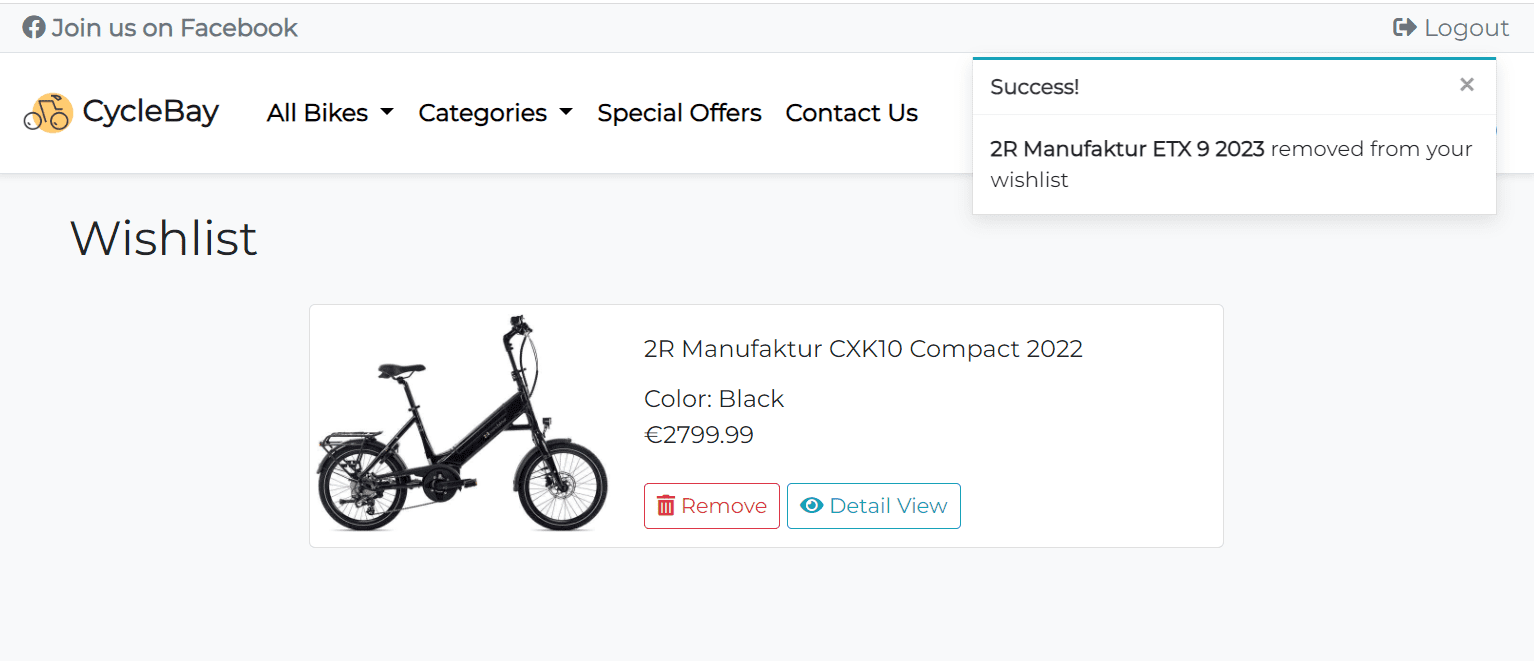 Join us on Facebook
Logout
CycleBay
All Bikes
Categories
Special Offers
Contact Us
Success!
×
2R Manufaktur ETX 9 2023 removed from your
wishlist
Wishlist
2R Manufaktur CXK10 Compact 2022
Color: Black
€2799.99
Remove
Detail View